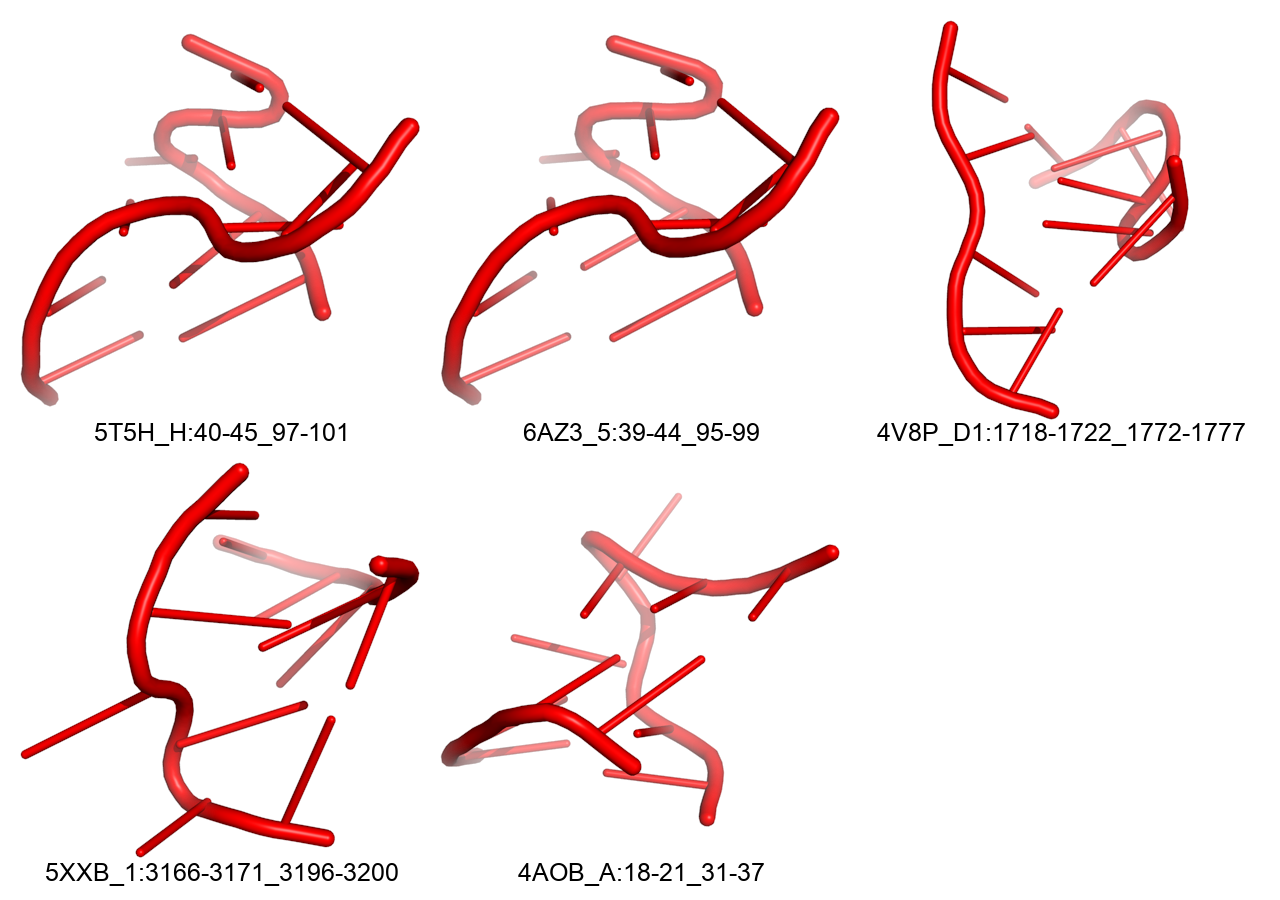 5T5H_H:40-45_97-101
6AZ3_5:39-44_95-99
4V8P_D1:1718-1722_1772-1777
5XXB_1:3166-3171_3196-3200
4AOB_A:18-21_31-37